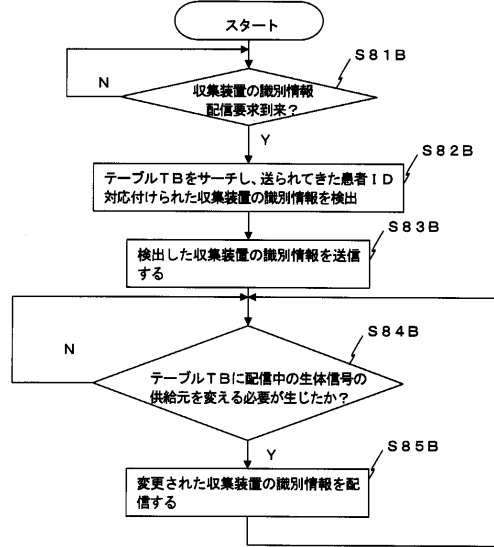 スタート
S81B
N
収集装置の識別情報
配信要求到来？
Y
S82B
テーブルTBをサーチし、送られてきた患者ID
対応付けられた収集装置の識別情報を検出
S83B
検出した収集装置の識別情報を送信
する
S84B
N
テーブルTBに配信中の生体信号の
供給元を変える必要が生じたか？
Y
S85B
変更された収集装置の識別情報を配
信する